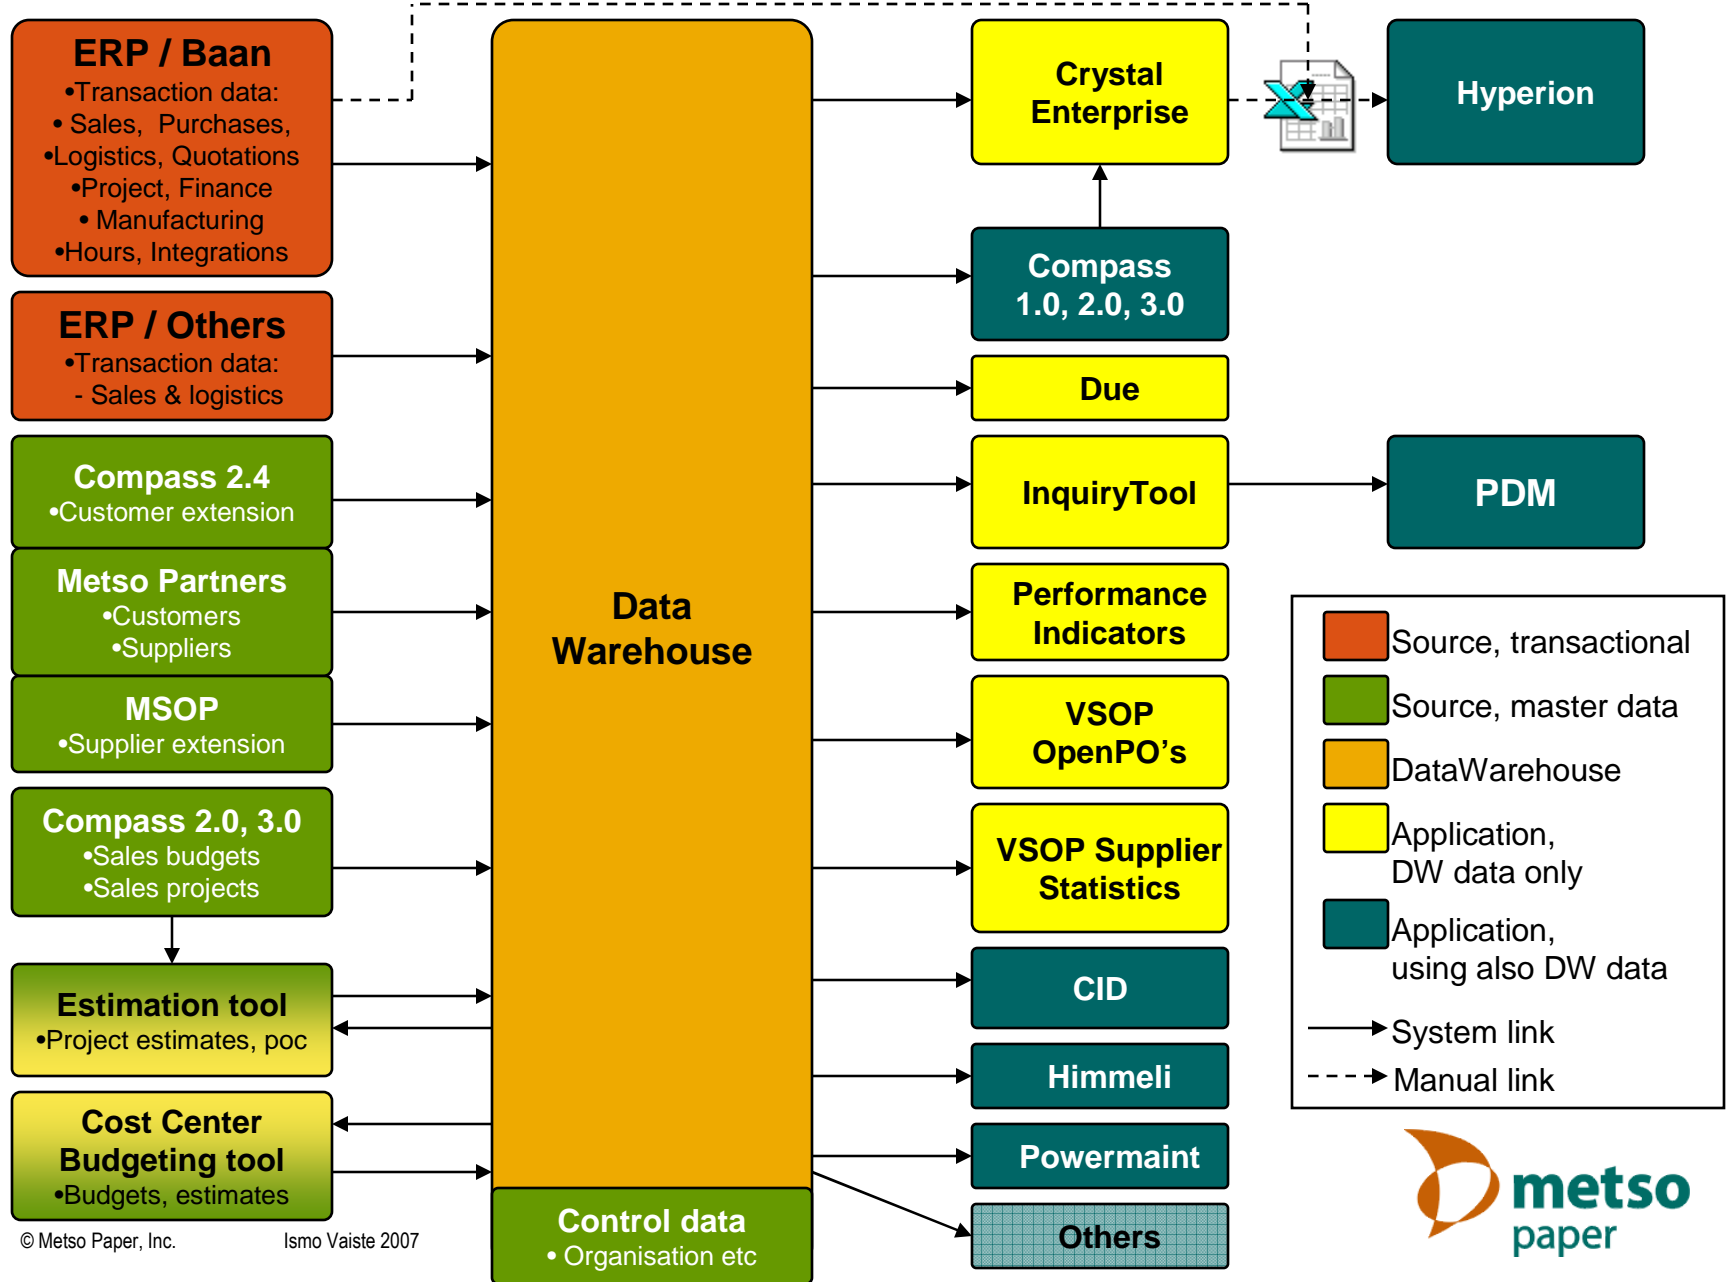 ERP / Baan
•Transaction data:
• Sales, Purchases,
•Logistics, Quotations
•Project, Finance
• Manufacturing
•Hours, Integrations
ERP / Others
•Transaction data:
- Sales & logistics
Compass 2.4
•Customer extension
Metso Partners
•Customers
•Suppliers
MSOP
•Supplier extension
Compass 2.0, 3.0
•Sales budgets
•Sales projects
Estimation tool
•Project estimates, poc
Cost Center
Budgeting tool
•Budgets, estimates
© Metso Paper, Inc.
Ismo Vaiste 2007
Data
Warehouse
Control data
• Organisation etc
Crystal
Enterprise
Compass
1.0, 2.0, 3.0
Due
InquiryTool
Performance
Indicators
VSOP
OpenPO's
VSOP Supplier
Statistics
CID
Himmeli
Powermaint
Others
Hyperion
PDM
Source, transactional
Source, master data
DataWarehouse
Application,
DW data only
Application,
using also DW data
System link
Manual link
metso
paper